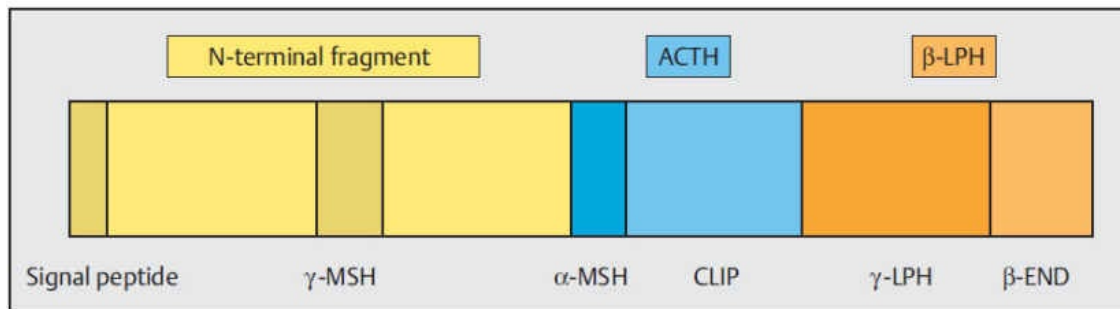 N-terminal fragment ACTH β-LPH
Signal peptide γ-MSH α-MSH CLIP γ-LPH β-END